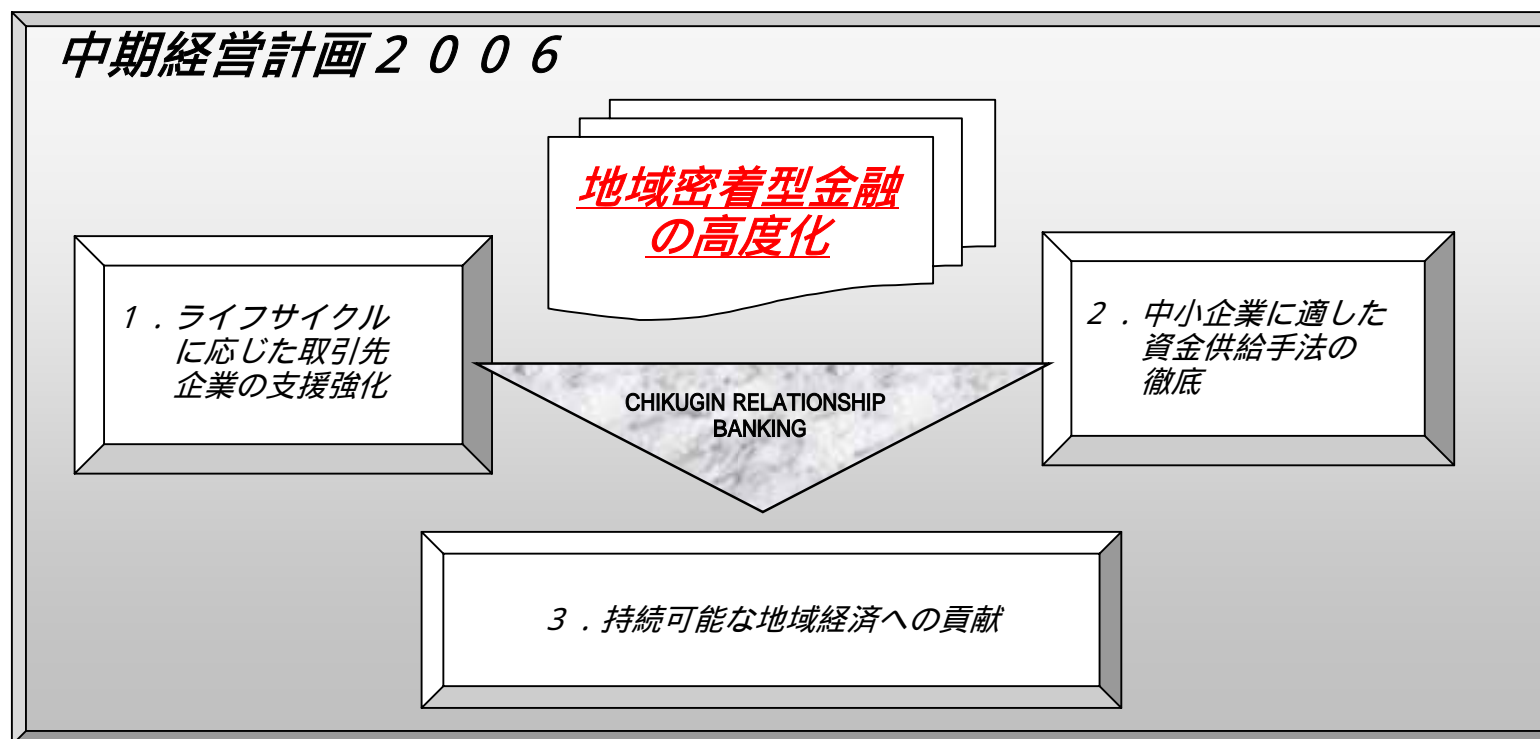 中期経営計画２００６
地域密着型金融
の高度化
１．ライフサイクル
に応じた取引先
企業の支援強化
２．中小企業に適した
資金供給手法の
徹底
CHIKUGIN RELATIONSHIP
BANKING
３．持続可能な地域経済への貢献